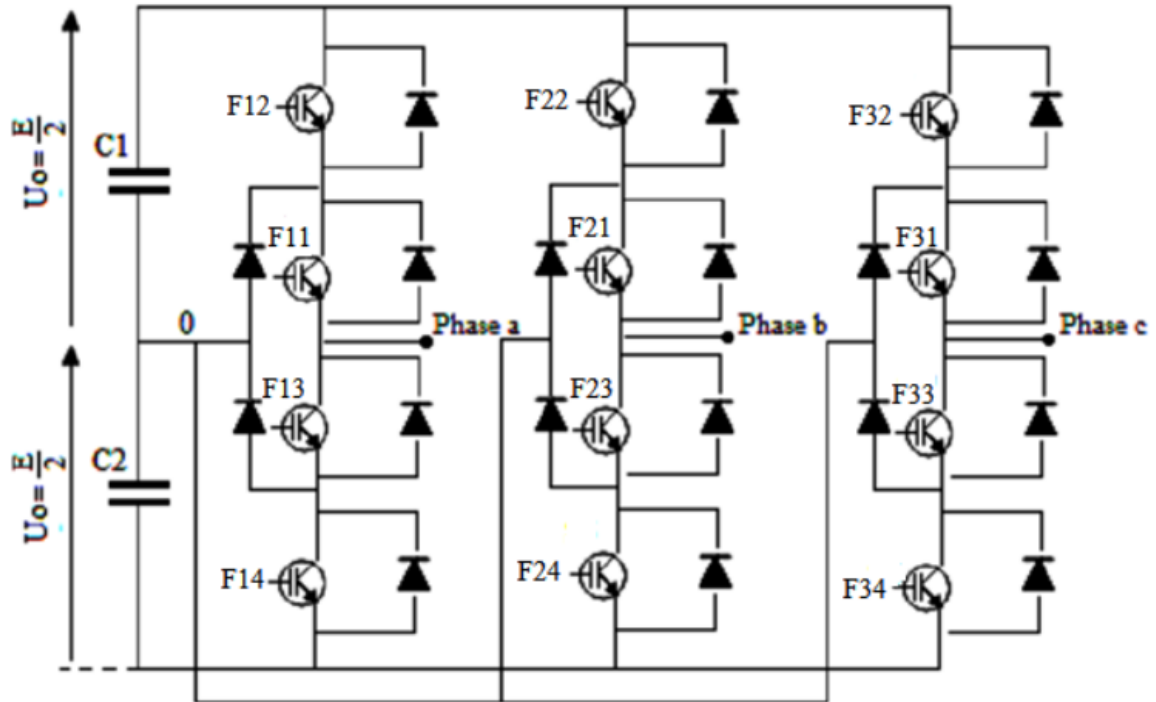 F12
F22
F32
Uo=E/2
C1
F11
F21
F31
0
Phase a
Phase b
Phase c
F13
F23
F33
Uo=E/2
C2
F14
F24
F34